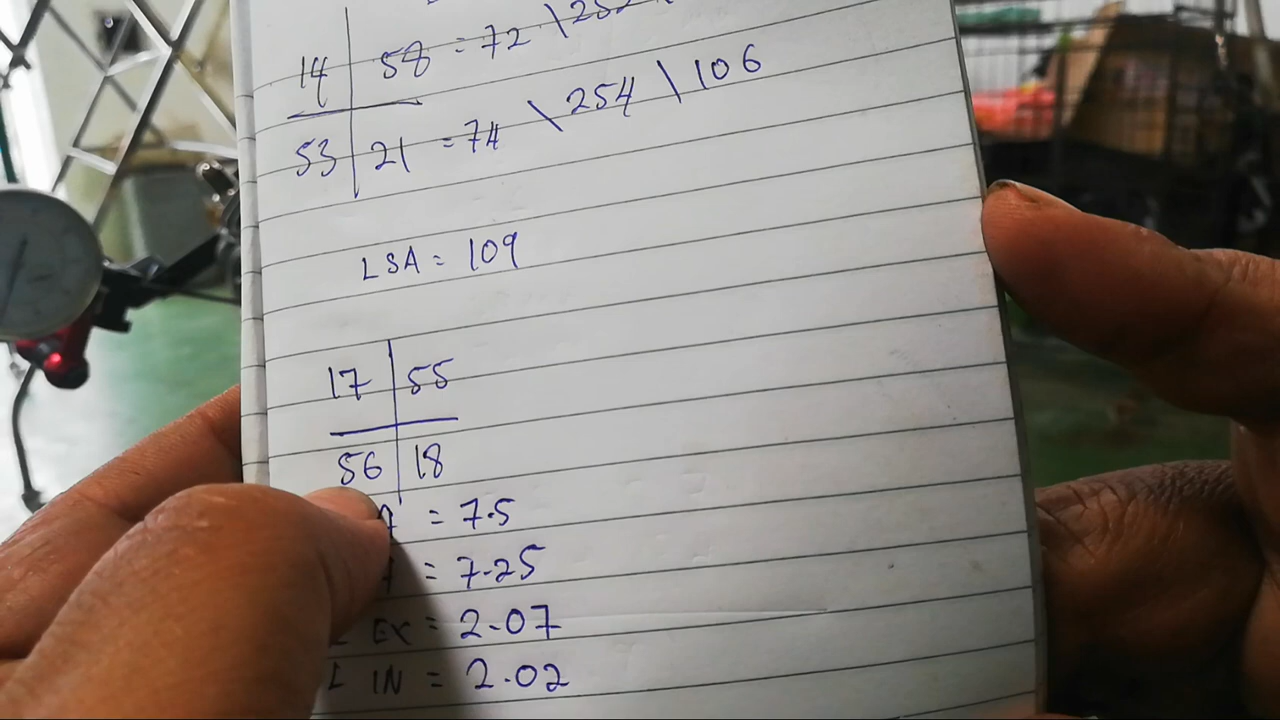 14 | 58 = 72 \ 252
53 | 21 = 74 \ 254 \ 106
LSA = 109
17 | 55
56 | 18
= 7.5
= 7.25
EX = 2.07
IN = 2.02